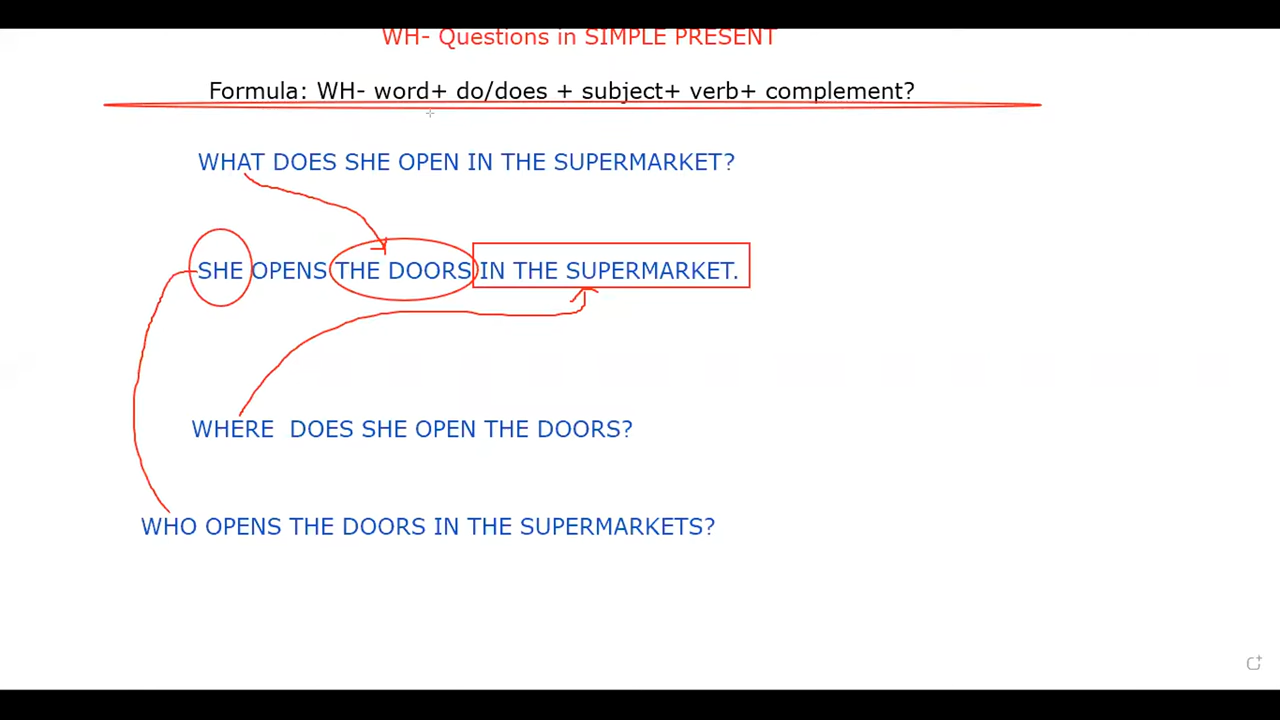 WH- Questions in SIMPLE PRESENT
Formula: WH- word+ do/does + subject+ verb+ complement?
WHAT DOES SHE OPEN IN THE SUPERMARKET?
SHE OPENS THE DOORS IN THE SUPERMARKET.
WHERE  DOES SHE OPEN THE DOORS?
WHO OPENS THE DOORS IN THE SUPERMARKETS?